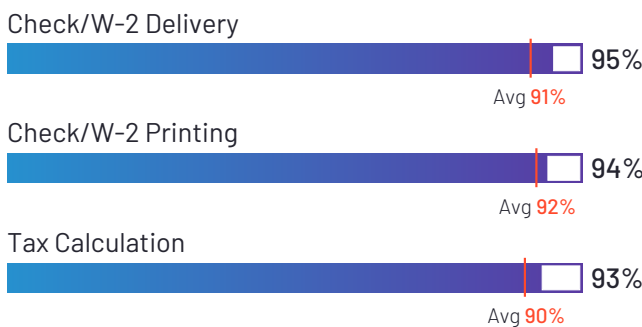 Check/W-2 Delivery
95%
Avg 91%
Check/W-2 Printing
94%
Avg 92%
Tax Calculation
93%
Avg 90%